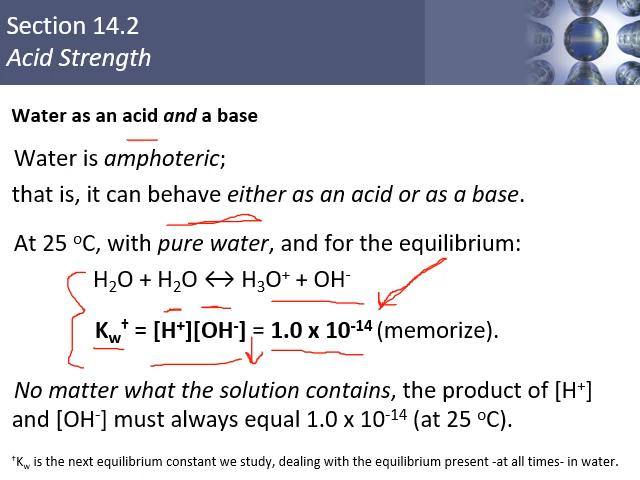 Section 14.2
Acid Strength
Water as an acid and a base
Water is amphoteric;
that is, it can behave either as an acid or as a base.
At 25 ºC, with pure water, and for the equilibrium:
H₂O + H₂O ↔ H₃O⁺ + OH⁻
Kw† = [H⁺][OH⁻] = 1.0 x 10⁻¹⁴ (memorize).
No matter what the solution contains, the product of [H⁺]
and [OH⁻] must always equal 1.0 x 10⁻¹⁴ (at 25 ºC).
†Kw is the next equilibrium constant we study, dealing with the equilibrium present -at all times- in water.